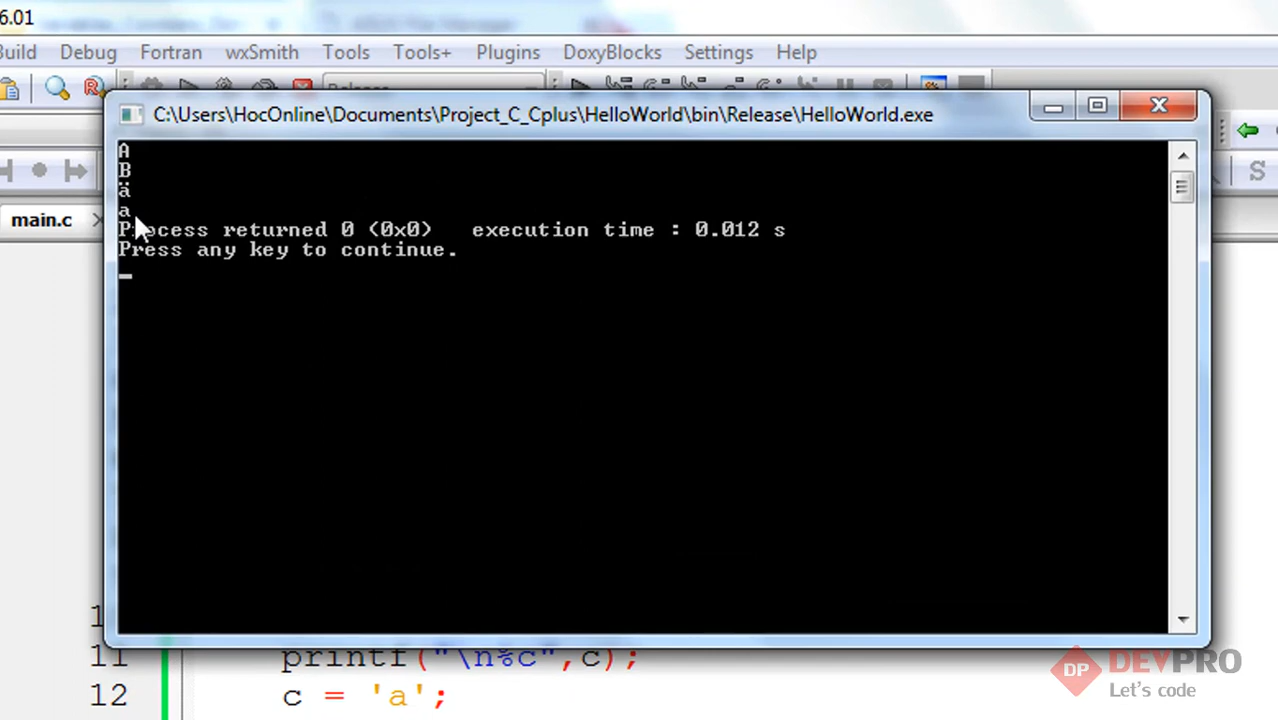 6.01
Build Debug Fortran wxSmith Tools Tools+ Plugins DoxyBlocks Settings Help
Release
C:\Users\HocOnline\Documents\Project_C_Cplus\HelloWorld\bin\Release\HelloWorld.exe
A
B
ä
a
main.c
Process returned 0 (0x0) execution time : 0.012 s
Press any key to continue.
11 printf("\n%c",c);
12 c = 'a';
DP DEVPRO
Let's code